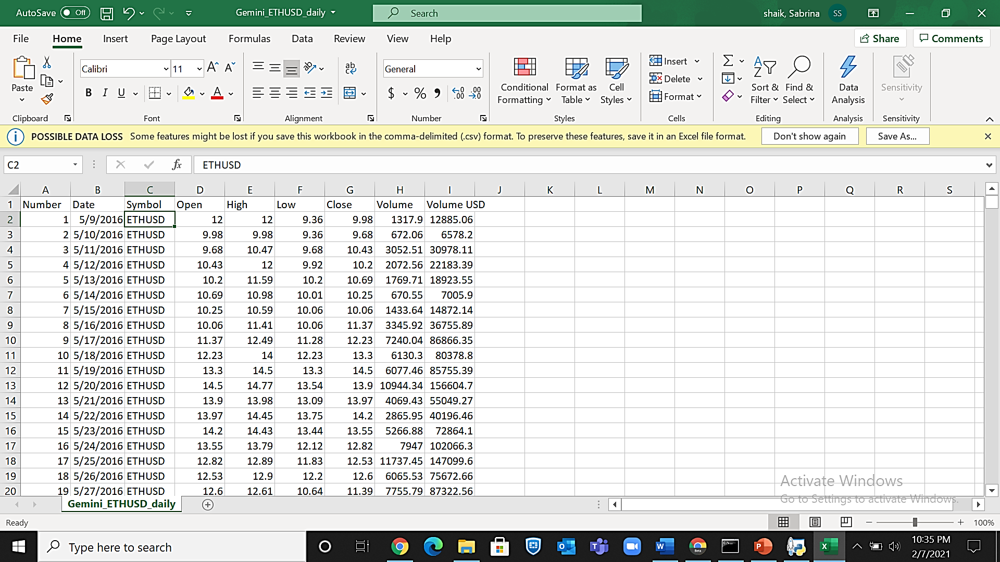 AutoSave Off Gemini_ETHUSD_daily Search shaik, Sabrina SS
File Home Insert Page Layout Formulas Data Review View Help Share Comments
Paste Calibri 11 General Conditional Formatting Format as Table Cell Styles Insert Delete Format Sort & Filter Find & Select Data Analysis Sensitivity
Clipboard Font Alignment Number Styles Cells Editing Analysis Sensitivity
POSSIBLE DATA LOSS Some features might be lost if you save this workbook in the comma-delimited (.csv) format. To preserve these features, save it in an Excel file format. Don't show again Save As...
C2 fx ETHUSD
A B C D E F G H I J K L M N O P Q R S
1 Number Date Symbol Open High Low Close Volume Volume USD
2 1 5/9/2016 ETHUSD 12 12 9.36 9.98 1317.9 12885.06
3 2 5/10/2016 ETHUSD 9.98 9.98 9.36 9.68 672.06 6578.2
4 3 5/11/2016 ETHUSD 9.68 10.47 9.68 10.43 3052.51 30978.11
5 4 5/12/2016 ETHUSD 10.43 12 9.92 10.2 2072.56 22183.39
6 5 5/13/2016 ETHUSD 10.2 11.59 10.2 10.69 1769.71 18923.55
7 6 5/14/2016 ETHUSD 10.69 10.98 10.01 10.25 670.55 7005.9
8 7 5/15/2016 ETHUSD 10.25 10.59 10.06 10.06 1433.64 14872.14
9 8 5/16/2016 ETHUSD 10.06 11.41 10.06 11.37 3345.92 36755.89
10 9 5/17/2016 ETHUSD 11.37 12.49 11.28 12.23 7240.04 86866.35
11 10 5/18/2016 ETHUSD 12.23 14 12.23 13.3 6130.3 80378.8
12 11 5/19/2016 ETHUSD 13.3 14.5 13.3 14.5 6077.46 85755.39
13 12 5/20/2016 ETHUSD 14.5 14.77 13.54 13.9 10944.34 156604.7
14 13 5/21/2016 ETHUSD 13.9 13.98 13.09 13.97 4069.43 55049.27
15 14 5/22/2016 ETHUSD 13.97 14.45 13.75 14.2 2865.95 40196.46
16 15 5/23/2016 ETHUSD 14.2 14.43 13.44 13.55 5266.88 72864.1
17 16 5/24/2016 ETHUSD 13.55 13.79 12.12 12.82 7947 102066.3
18 17 5/25/2016 ETHUSD 12.82 12.89 11.83 12.53 11737.45 147099.6
19 18 5/26/2016 ETHUSD 12.53 12.9 12.2 12.6 6065.53 75672.66
20 19 5/27/2016 ETHUSD 12.6 12.61 10.64 11.39 7755.79 87322.56
Activate Windows
Go to Settings to activate Windows.
Gemini_ETHUSD_daily
Ready 100%
Type here to search 10:35 PM
2/7/2021